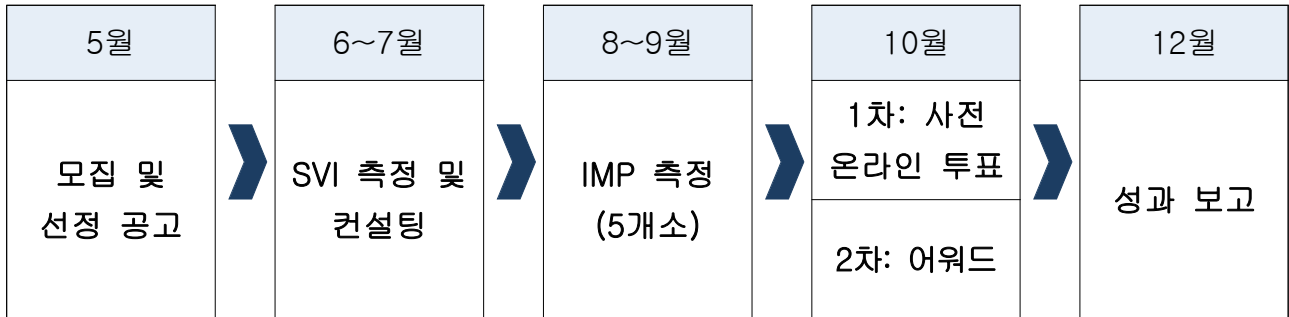 5월
모집 및
선정 공고
6~7월
SVI 측정 및
컨설팅
8~9월
IMP 측정
(5개소)
10월
1차: 사전
온라인 투표
2차: 어워드
12월
성과 보고